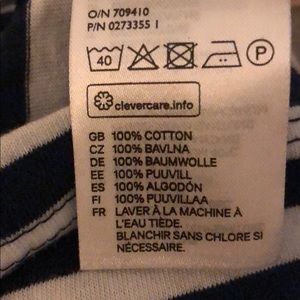 O/N 709410
P/N 0273355 1
40 P
clevercare.info
GB 100% COTTON
CZ 100% BAVLNA
DE 100% BAUMWOLLE
EE 100% PUUVILL
ES 100% ALGODÓN
FI 100% PUUVILLAA
FR LAVER À LA MACHINE À
L'EAU TIÈDE.
BLANCHIR SANS CHLORE SI
NÉCESSAIRE.